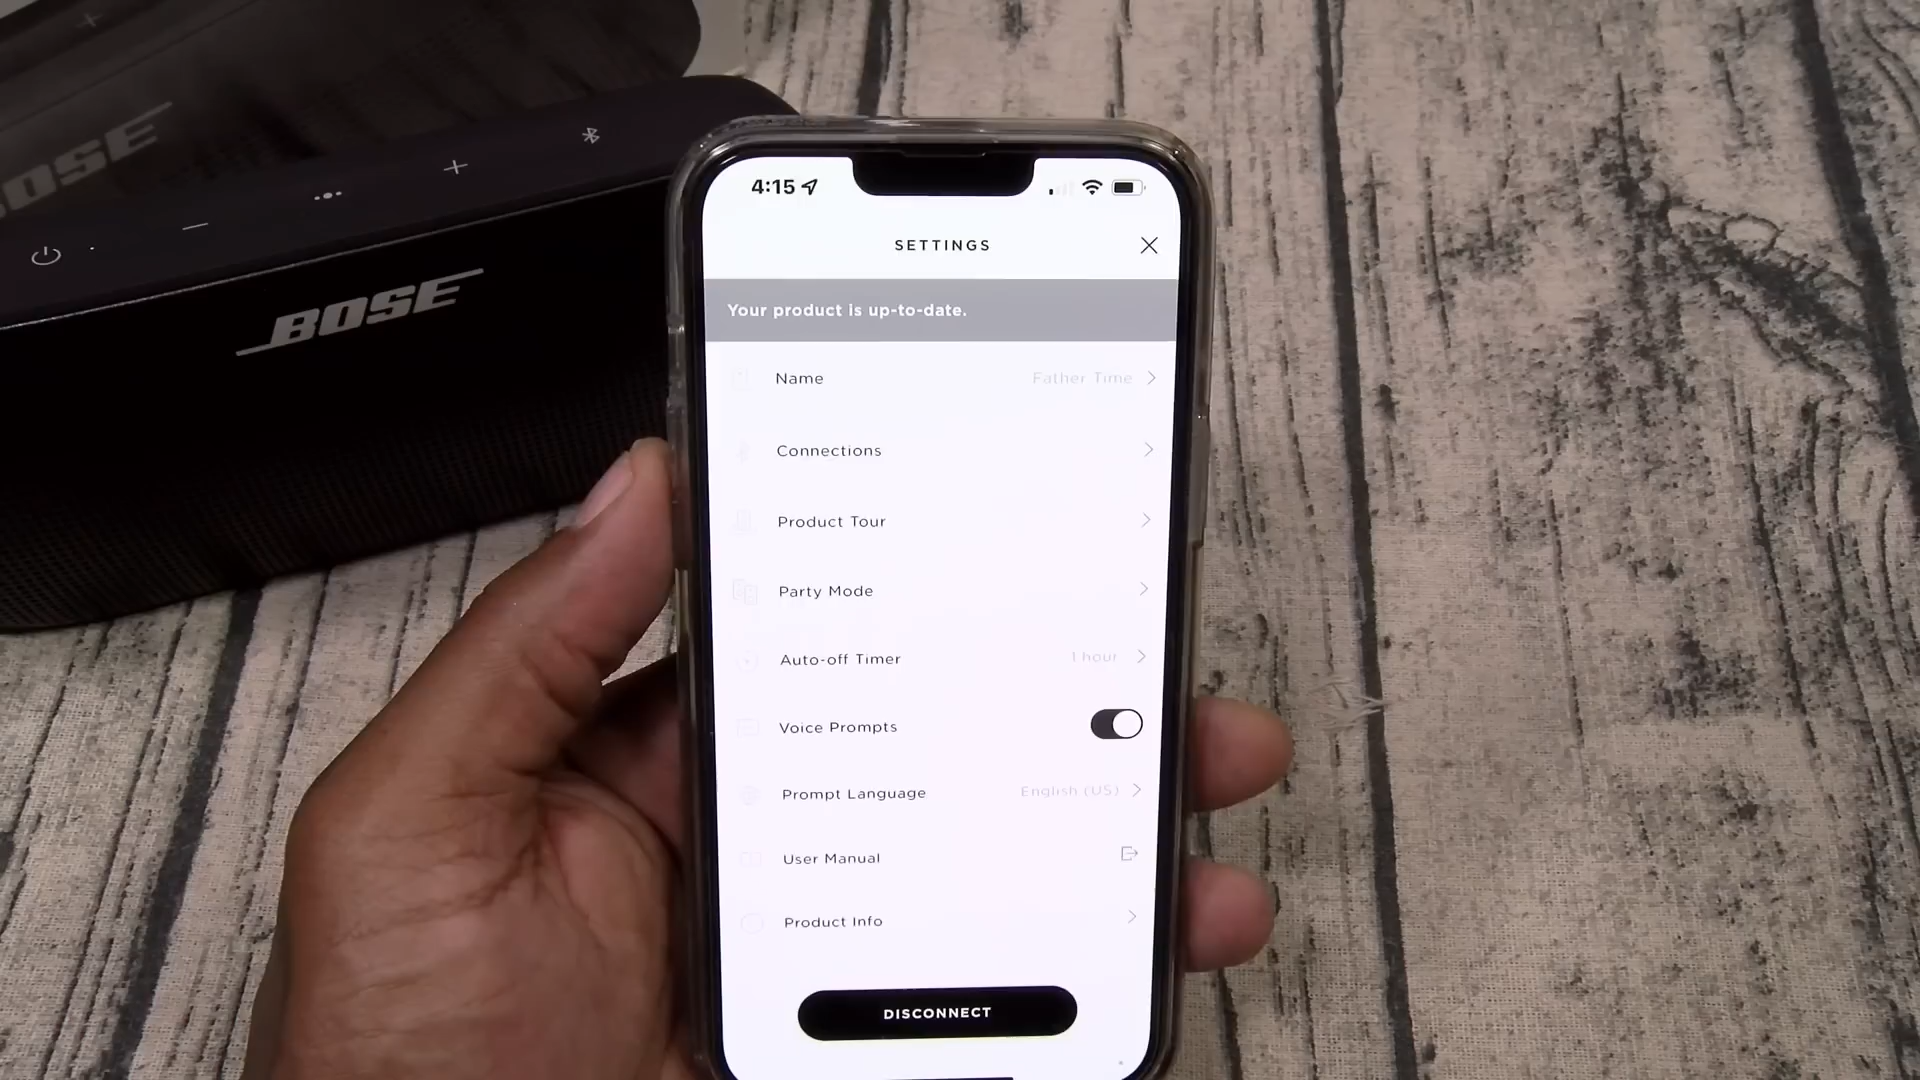 BOSE
BOSE
4:15
SETTINGS
Your product is up-to-date.
Name Father Time
Connections
Product Tour
Party Mode
Auto-off Timer 1 hour
Voice Prompts
Prompt Language English (US)
User Manual
Product Info
DISCONNECT